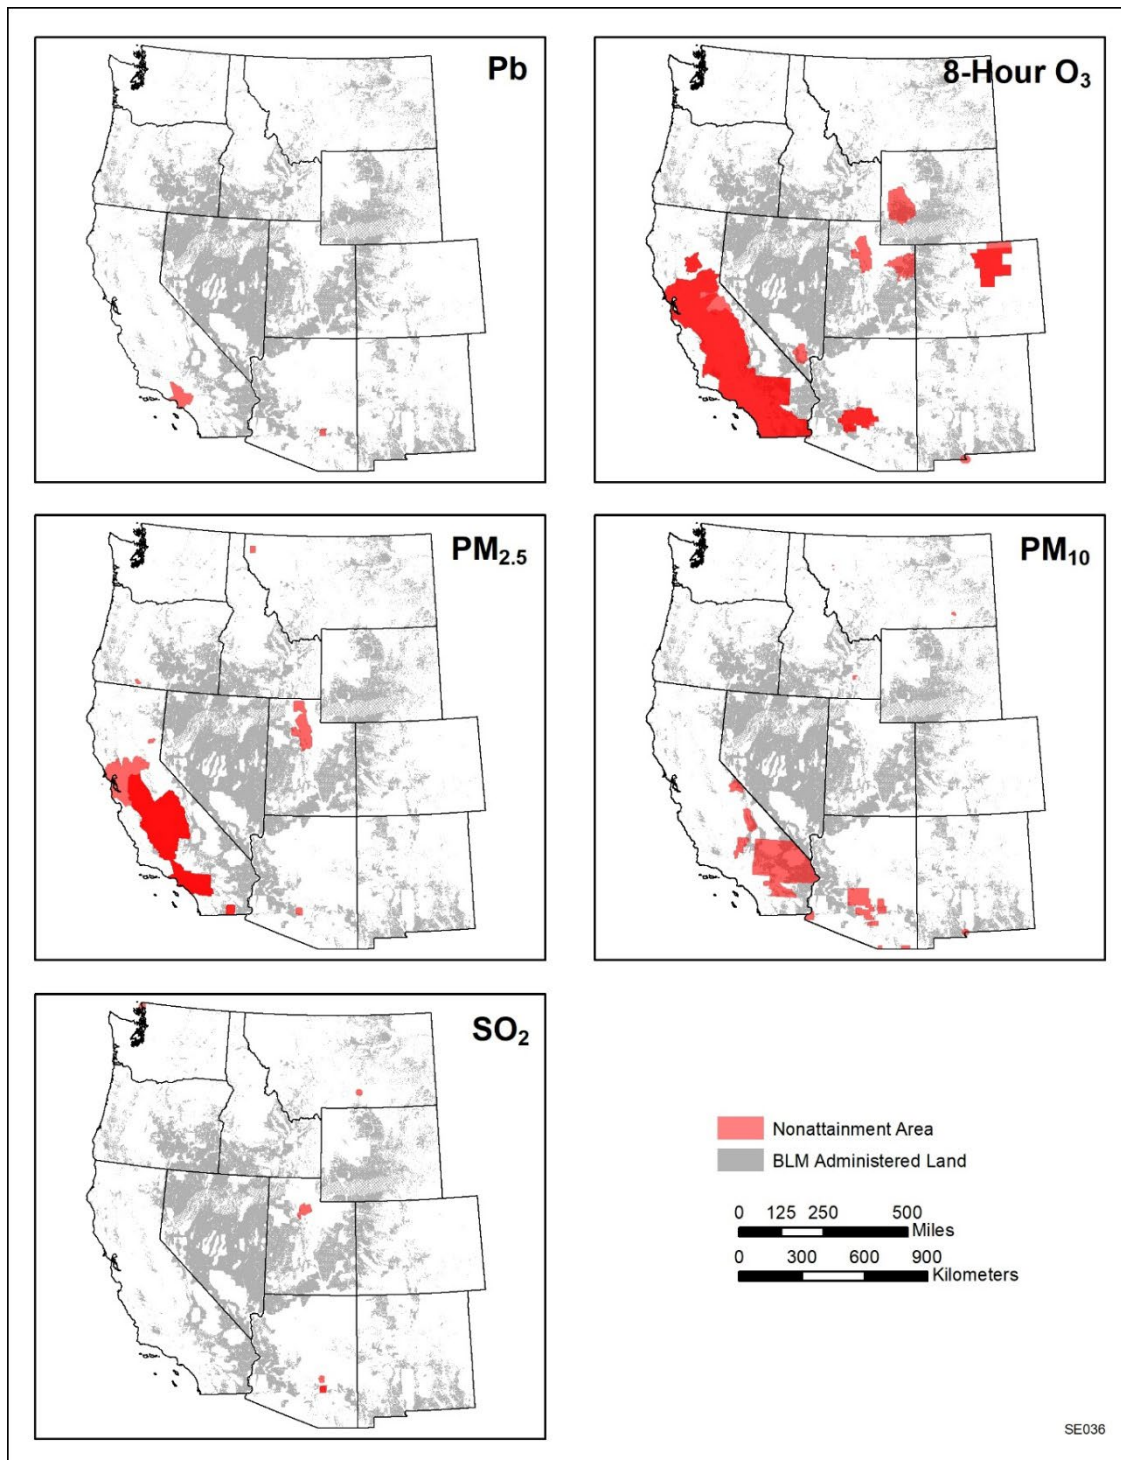 Pb
8-Hour O₃
PM₂.₅
PM₁₀
SO₂
Nonattainment Area
BLM Administered Land
0 125 250 500
Miles
0 300 600 900
Kilometers
SE036